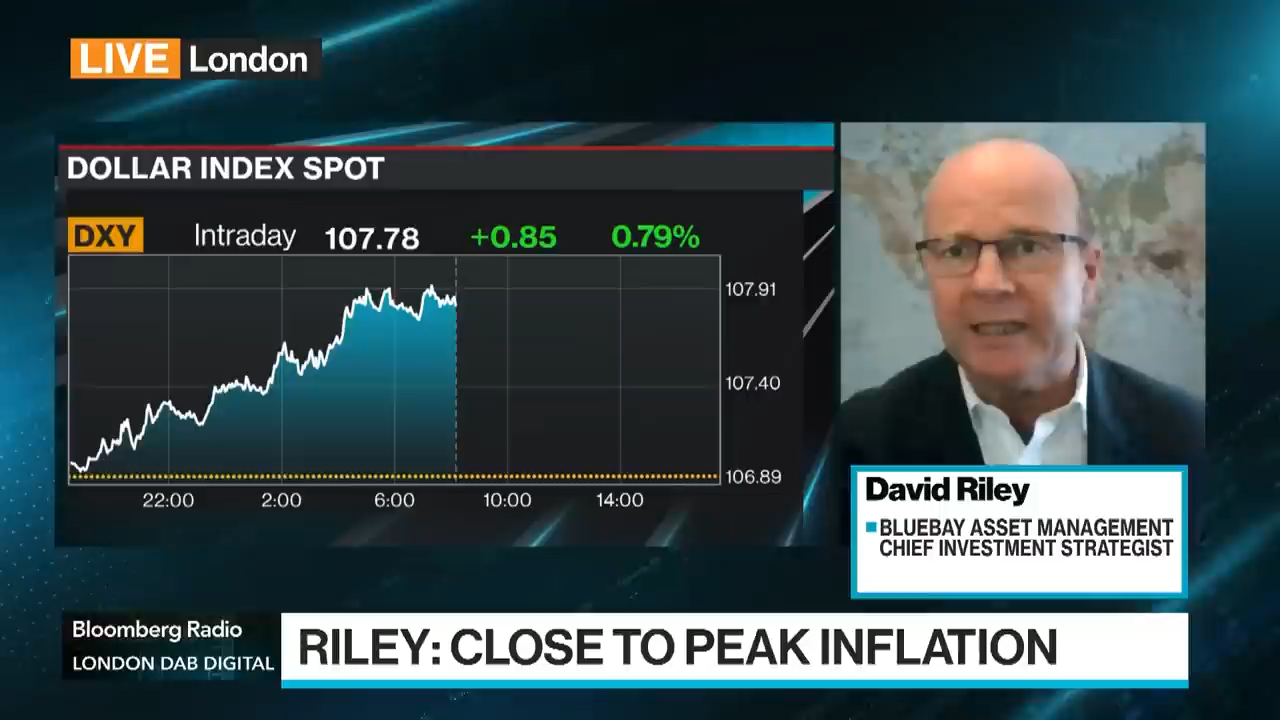 LIVE London
DOLLAR INDEX SPOT
DXY Intraday 107.78 +0.85 0.79%
107.91
107.40
106.89
22:00 2:00 6:00 10:00 14:00
David Riley
BLUEBAY ASSET MANAGEMENT
CHIEF INVESTMENT STRATEGIST
Bloomberg Radio
LONDON DAB DIGITAL
RILEY: CLOSE TO PEAK INFLATION